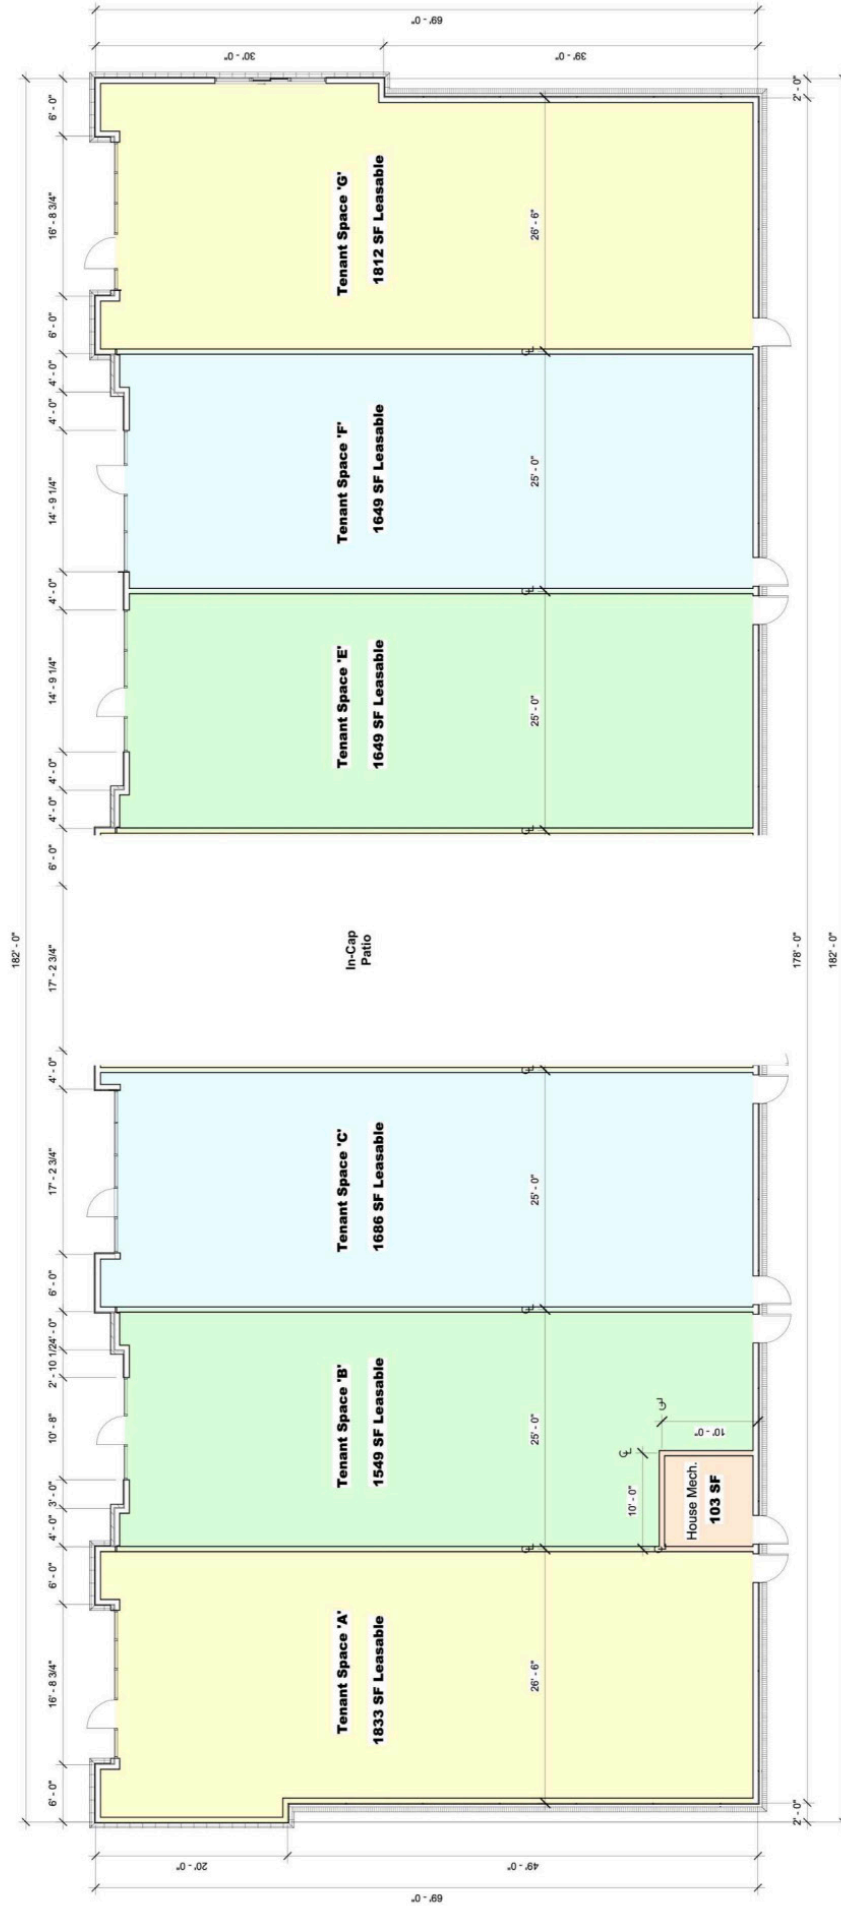 182' - 0"
6' - 0"
16' - 8 3/4"
6' - 0"
4' - 0"
3' - 0"
10' - 8"
2' - 10 1/2"
4' - 0"
6' - 0"
17' - 2 3/4"
4' - 0"
17' - 2 3/4"
6' - 0"
4' - 0"
4' - 0"
14' - 9 1/4"
4' - 0"
14' - 9 1/4"
4' - 0"
4' - 0"
6' - 0"
16' - 8 3/4"
6' - 0"
69' - 0"
20' - 0"
49' - 0"
Tenant Space 'A'
1833 SF Leasable
Tenant Space 'B'
1549 SF Leasable
Tenant Space 'C'
1686 SF Leasable
In-Cap
Patio
Tenant Space 'E'
1649 SF Leasable
Tenant Space 'F'
1649 SF Leasable
Tenant Space 'G'
1812 SF Leasable
30' - 0"
39' - 0"
69' - 0"
26' - 6"
25' - 0"
25' - 0"
25' - 0"
25' - 0"
26' - 6"
10' - 0"
10' - 0"
House Mech.
103 SF
2' - 0"
178' - 0"
2' - 0"
182' - 0"